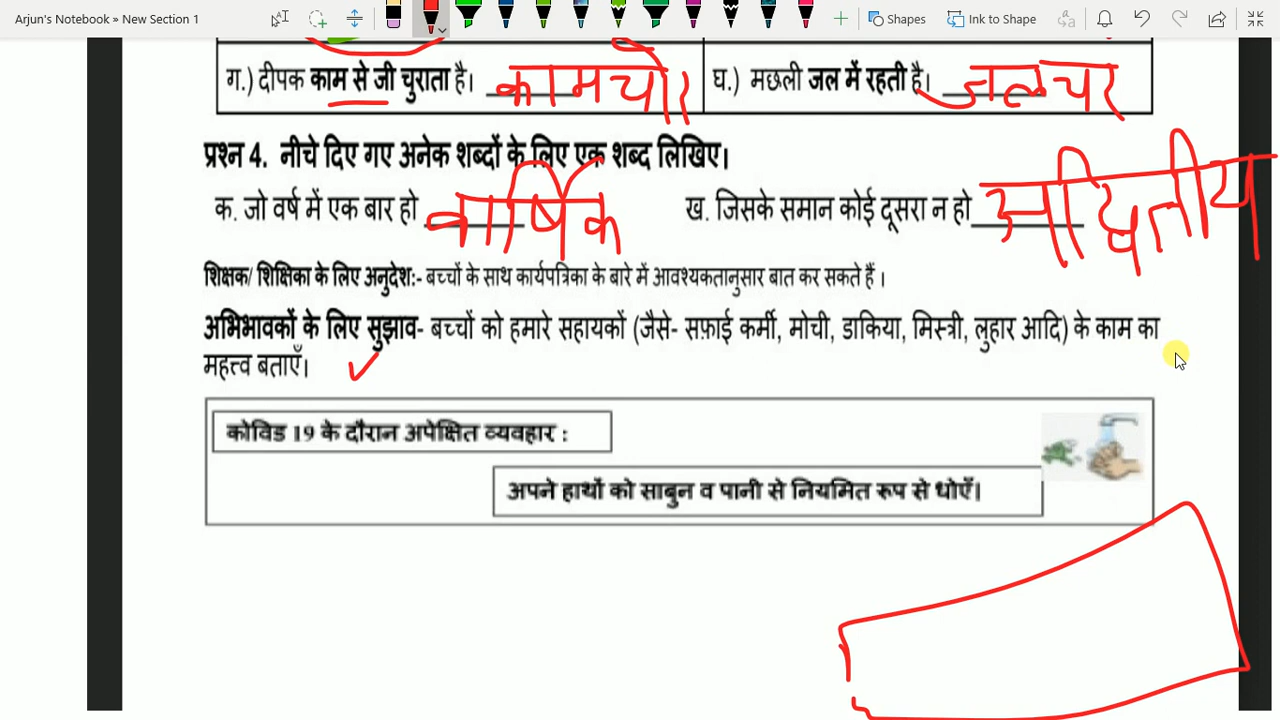 Arjun's Notebook » New Section 1
Shapes
Ink to Shape
ग.) दीपक काम से जी चुराता है। कामचोर
घ.) मछली जल में रहती है। जलचर
प्रश्न 4. नीचे दिए गए अनेक शब्दों के लिए एक शब्द लिखिए।
क. जो वर्ष में एक बार हो वार्षिक
ख. जिसके समान कोई दूसरा न हो अद्वितीय
शिक्षक/ शिक्षिका के लिए अनुदेश:- बच्चों के साथ कार्यपत्रिका के बारे में आवश्यकतानुसार बात कर सकते हैं ।
अभिभावकों के लिए सुझाव- बच्चों को हमारे सहायकों (जैसे- सफ़ाई कर्मी, मोची, डाकिया, मिस्त्री, लुहार आदि) के काम का
महत्त्व बताएँ।
कोविड 19 के दौरान अपेक्षित व्यवहार :
अपने हाथों को साबुन व पानी से नियमित रूप से धोएँ।